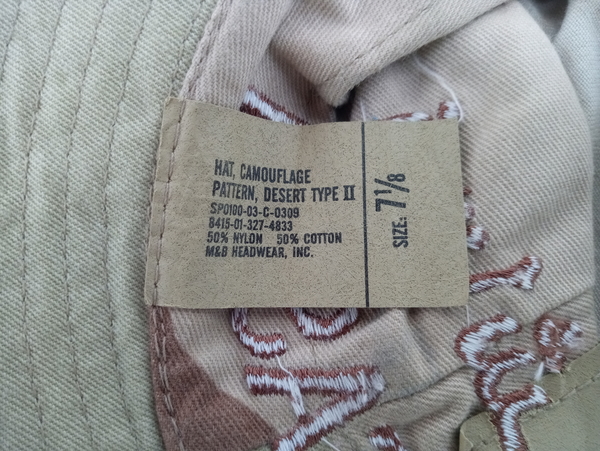 HAT, CAMOUFLAGE
PATTERN, DESERT TYPE II
SPO100-03-C-0309
8415-01-327-4833
50% NYLON 50% COTTON
M&B HEADWEAR, INC.
SIZE: 7 1/8